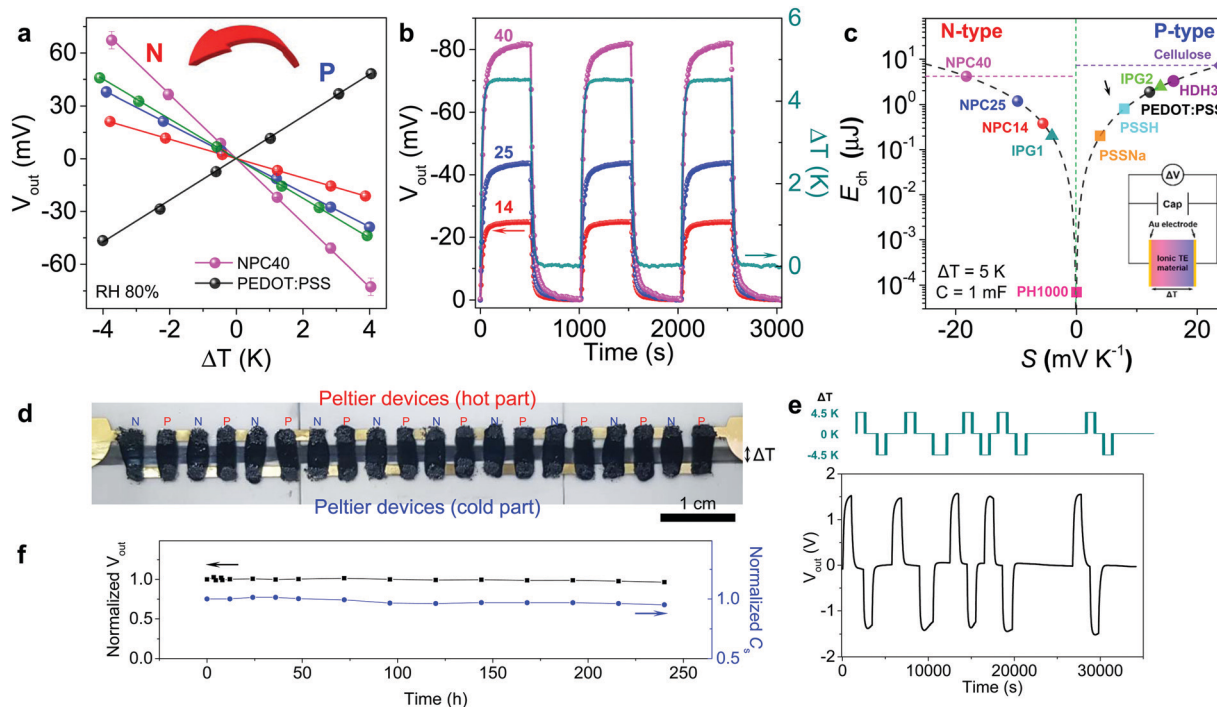 a
N
P
60
30
0
-30
-60
V_out (mV)
NPC40
PEDOT:PSS
RH 80%
-4 -2 0 2 4
ΔT (K)
b
40
25
14
-80
-60
-40
-20
0
V_out (mV)
6
4
2
0
ΔT (K)
0 1000 2000 3000
Time (s)
c
N-type
P-type
10^1
10^0
10^-1
10^-2
10^-3
10^-4
E_ch (μJ)
NPC40
NPC25
NPC14
IPG1
PH1000
Cellulose
IPG2
HDH3
PEDOT:PSS
PSSH
PSSNa
ΔV
Cap
Au electrode
Ionic TE
material
ΔT
ΔT = 5 K
C = 1 mF
-20 0 20
S (mV K^-1)
d
Peltier devices (hot part)
N P N P N P N P N P N P N P N P N P N P
ΔT
Peltier devices (cold part)
1 cm
e
ΔT
4.5 K
0 K
-4.5 K
2
1
0
-1
-2
V_out (V)
0 10000 20000 30000
Time (s)
f
Normalized V_out
1.0
0.5
0.0
1.0
0.5
Normalized C_s
0 50 100 150 200 250
Time (h)